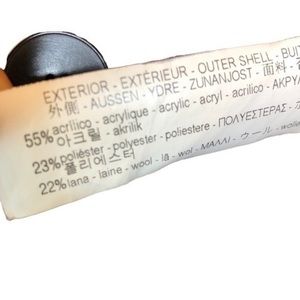 EXTERIOR - EXTÉRIEUR - OUTER SHELL -
外側 - AUSSEN - YDRE - ZUNANJOST - 面料 -
55% acrílico - acrylique - acrylic - acryl - acrilico -
아크릴 - akrilik
23% poliéster - polyester - poliestere - ΠΟΛΥΕΣΤΕΡΑΣ -
폴리에스터
22% lana - laine - wool - lã - wol - ΜΑΛΛΙ - ウール -